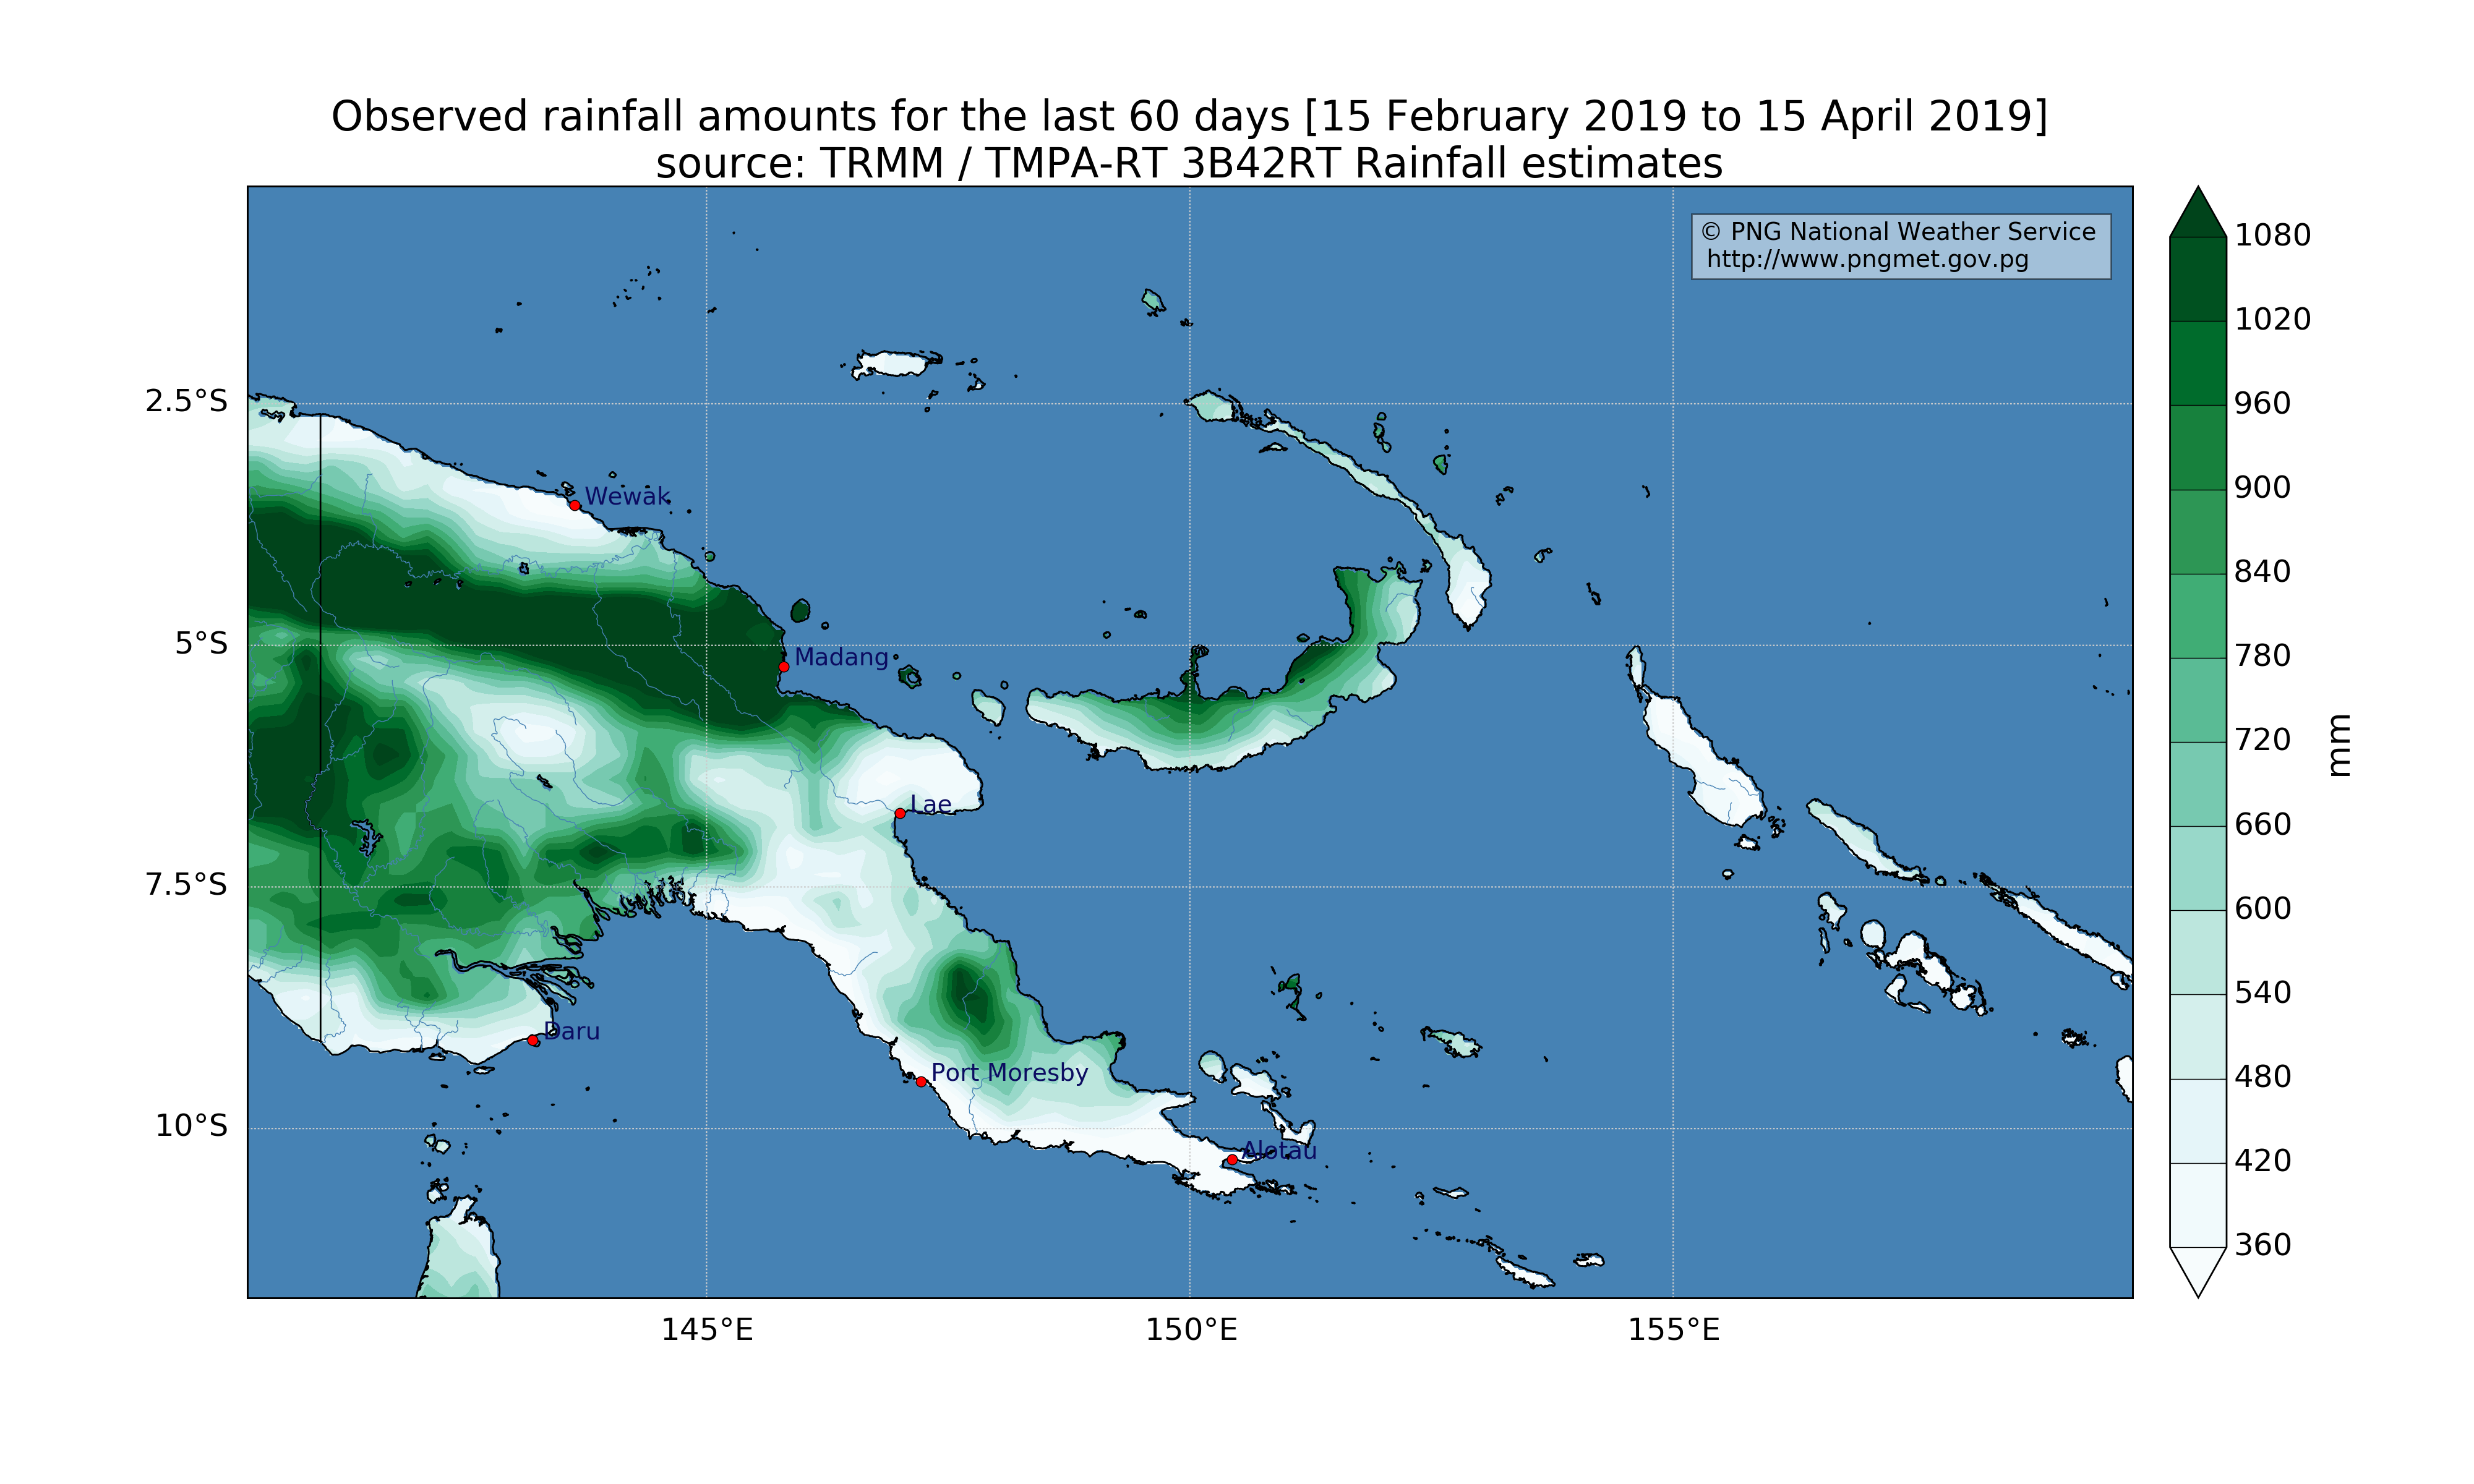 Observed rainfall amounts for the last 60 days [15 February 2019 to 15 April 2019]
source: TRMM / TMPA-RT 3B42RT Rainfall estimates
© PNG National Weather Service
http://www.pngmet.gov.pg
1080
1020
960
900
840
780
720
660
600
540
480
420
360
mm
2.5°S
5°S
7.5°S
10°S
Wewak
Madang
Lae
Daru
Port Moresby
Alotau
145°E
150°E
155°E